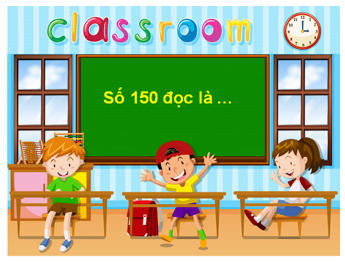 classroom
Số 150 đọc là ...